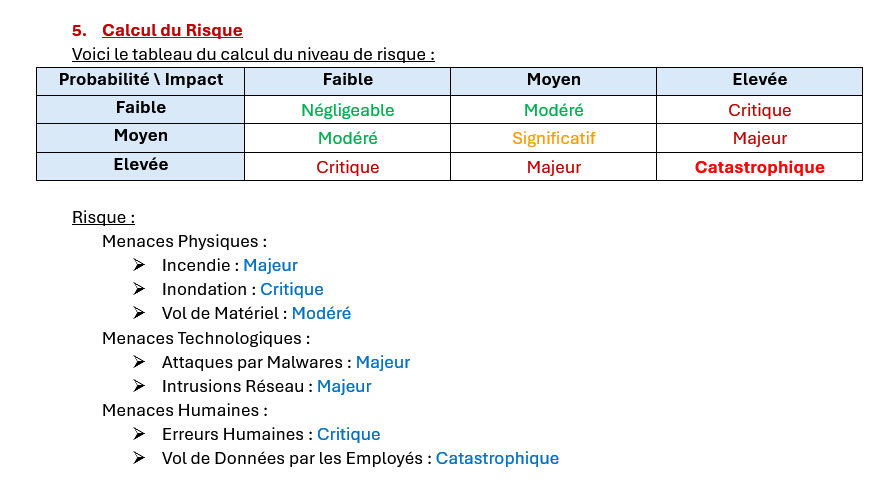 5. Calcul du Risque
Voici le tableau du calcul du niveau de risque :
Probabilité \ Impact Faible Moyen Elevée
Faible Négligeable Modéré Critique
Moyen Modéré Significatif Majeur
Elevée Critique Majeur Catastrophique
Risque :
Menaces Physiques :
➢ Incendie : Majeur
➢ Inondation : Critique
➢ Vol de Matériel : Modéré
Menaces Technologiques :
➢ Attaques par Malwares : Majeur
➢ Intrusions Réseau : Majeur
Menaces Humaines :
➢ Erreurs Humaines : Critique
➢ Vol de Données par les Employés : Catastrophique